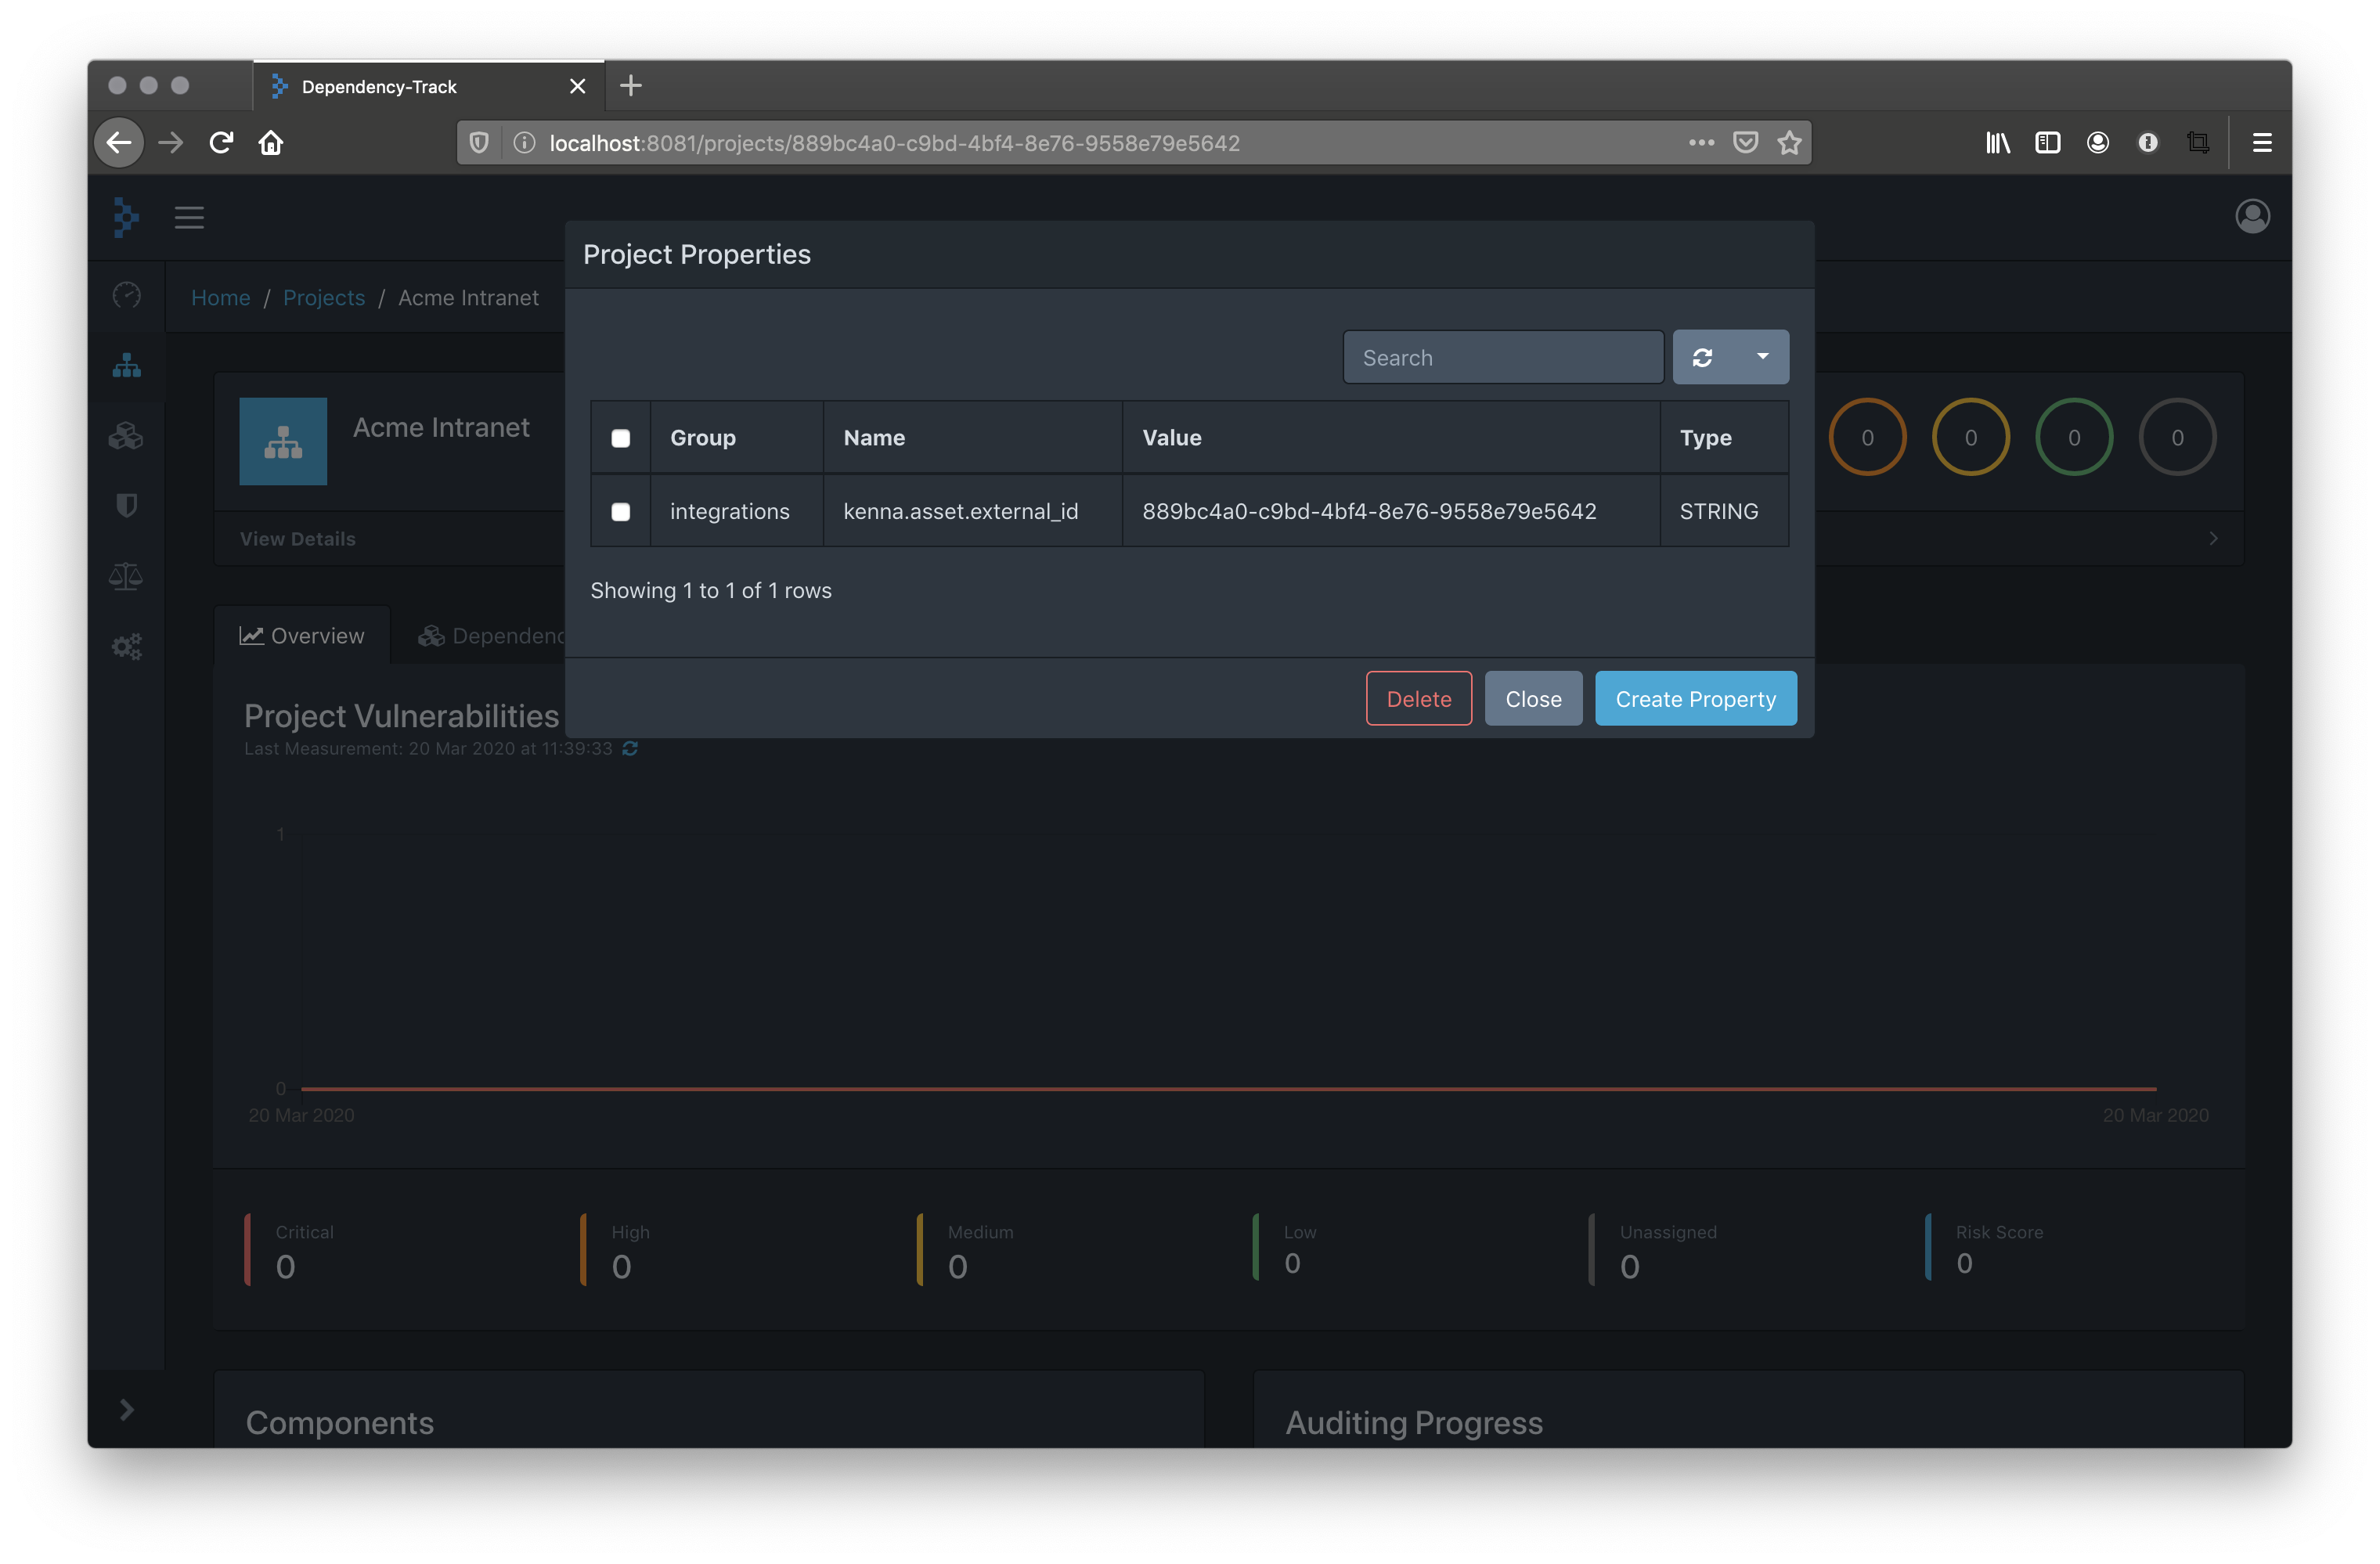 Dependency-Track
localhost:8081/projects/889bc4a0-c9bd-4bf4-8e76-9558e79e5642
Project Properties
Home / Projects / Acme Intranet
Search
Group Name Value Type
integrations kenna.asset.external_id 889bc4a0-c9bd-4bf4-8e76-9558e79e5642 STRING
Showing 1 to 1 of 1 rows
Delete Close Create Property
Acme Intranet
0 0 0 0
View Details
Overview Dependenc
Project Vulnerabilities
Last Measurement: 20 Mar 2020 at 11:39:33
1
0
20 Mar 2020 20 Mar 2020
Critical High Medium Low Unassigned Risk Score
0 0 0 0 0 0
Components Auditing Progress